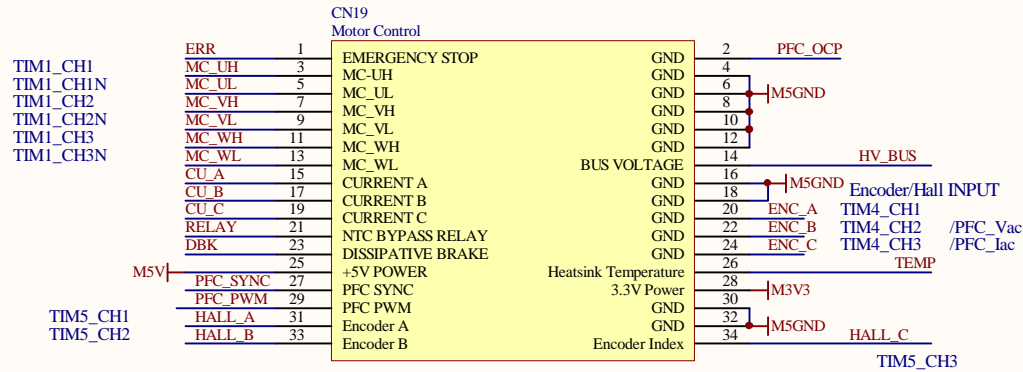 CN19
Motor Control
ERR 1 EMERGENCY STOP GND 2 PFC_OCP
TIM1_CH1 MC_UH 3 MC-UH GND 4
TIM1_CH1N MC_UL 5 MC_UL GND 6 M5GND
TIM1_CH2 MC_VH 7 MC_VH GND 8
TIM1_CH2N MC_VL 9 MC_VL GND 10
TIM1_CH3 MC_WH 11 MC_WH GND 12
TIM1_CH3N MC_WL 13 MC_WL BUS VOLTAGE 14 HV_BUS
CU_A 15 CURRENT A GND 16 M5GND Encoder/Hall INPUT
CU_B 17 CURRENT B GND 18
CU_C 19 CURRENT C GND 20 ENC_A TIM4_CH1
RELAY 21 NTC BYPASS RELAY GND 22 ENC_B TIM4_CH2 /PFC_Vac
DBK 23 DISSIPATIVE BRAKE GND 24 ENC_C TIM4_CH3 /PFC_Iac
M5V 25 +5V POWER Heatsink Temperature 26 TEMP
PFC_SYNC 27 PFC SYNC 3.3V Power 28 M3V3
PFC_PWM 29 PFC PWM GND 30
TIM5_CH1 HALL_A 31 Encoder A GND 32 M5GND
TIM5_CH2 HALL_B 33 Encoder B Encoder Index 34 HALL_C
TIM5_CH3